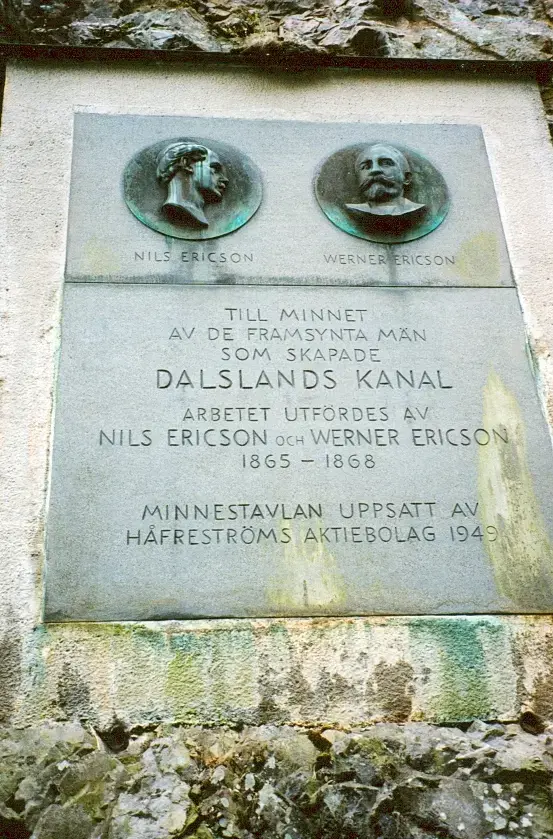 NILS ERICSON
WERNER ERICSON
TILL MINNET
AV DE FRAMSYNTA MÄN
SOM SKAPADE
DALSLANDS KANAL
ARBETET UTFÖRDES AV
NILS ERICSON OCH WERNER ERICSON
1865 – 1868
MINNESTAVLAN UPPSATT AV
HÅFRESTRÖMS AKTIEBOLAG 1949